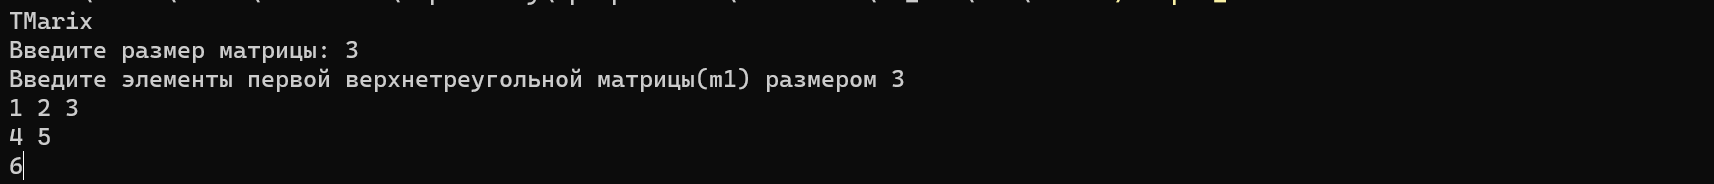 TMarix
Введите размер матрицы: 3
Введите элементы первой верхнетреугольной матрицы(m1) размером 3
1 2 3
4 5
6